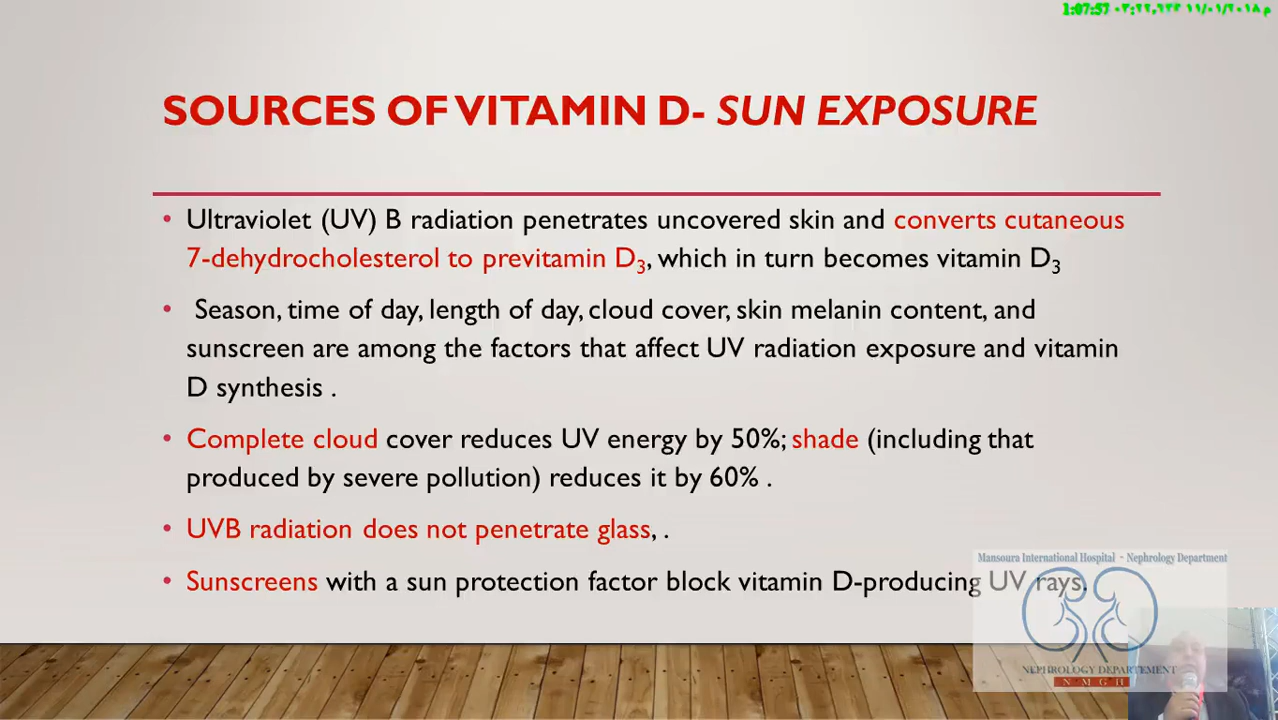 1:07:57
SOURCES OF VITAMIN D- SUN EXPOSURE
• Ultraviolet (UV) B radiation penetrates uncovered skin and converts cutaneous
7-dehydrocholesterol to previtamin D3, which in turn becomes vitamin D3
• Season, time of day, length of day, cloud cover, skin melanin content, and
sunscreen are among the factors that affect UV radiation exposure and vitamin
D synthesis .
• Complete cloud cover reduces UV energy by 50%; shade (including that
produced by severe pollution) reduces it by 60% .
• UVB radiation does not penetrate glass, .
• Sunscreens with a sun protection factor block vitamin D-producing UV rays.
Mansoura International Hospital - Nephrology Department
NEPHROLOGY DEPARTEMENT
N M G H